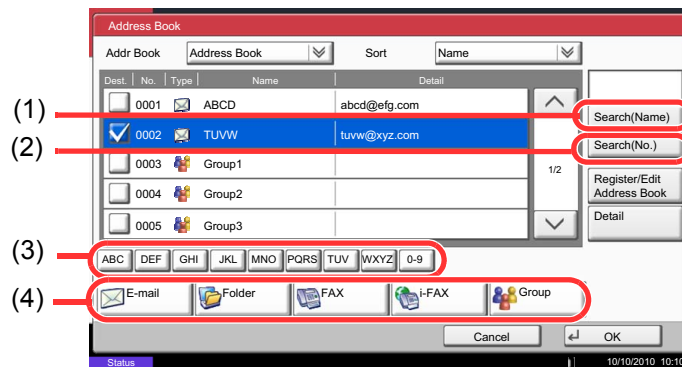 Address Book
Addr Book Address Book Sort Name
Dest. No. Type Name Detail
0001 ABCD abcd@efg.com
(1) Search(Name)
0002 TUVW tuvw@xyz.com
(2) Search(No.)
0003 Group1 1/2
Register/Edit
Address Book
0004 Group2
0005 Group3 Detail
(3) ABC DEF GHI JKL MNO PQRS TUV WXYZ 0-9
(4) E-mail Folder FAX i-FAX Group
Cancel OK
Status 10/10/2010 10:10